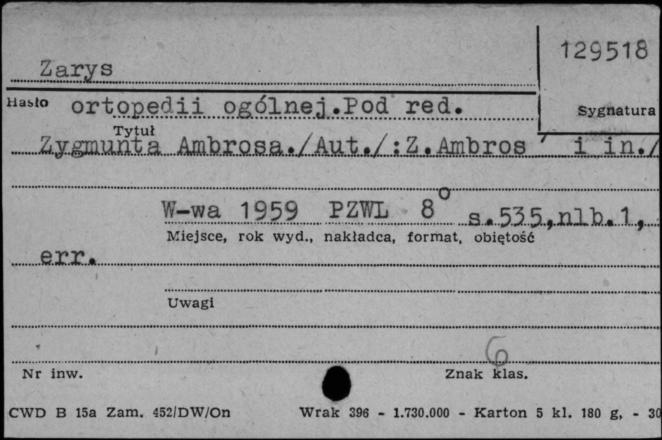 129518
Zarys
Hasło ortopedii ogólnej.Pod red.
Sygnatura
Tytuł
Zygmunta Ambrosa./Aut./:Z.Ambros ' i in./
W-wa 1959 PZWL 8° s.535,nlb.1,
Miejsce, rok wyd., nakładca, format, objętość
err.
Uwagi
6
Nr inw.
Znak klas.
CWD B 15a Zam. 452/DW/On Wrak 396 - 1.730.000 - Karton 5 kl. 180 g, - 30